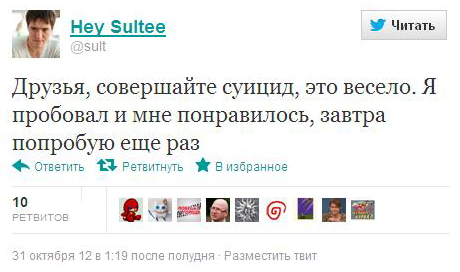 Hey Sultee
@sult
Читать
Друзья, совершайте суицид, это весело. Я
пробовал и мне понравилось, завтра
попробую еще раз
Ответить Ретвитнуть В избранное
10
РЕТВИТОВ
31 октября 12 в 1:19 после полудня · Разместить твит